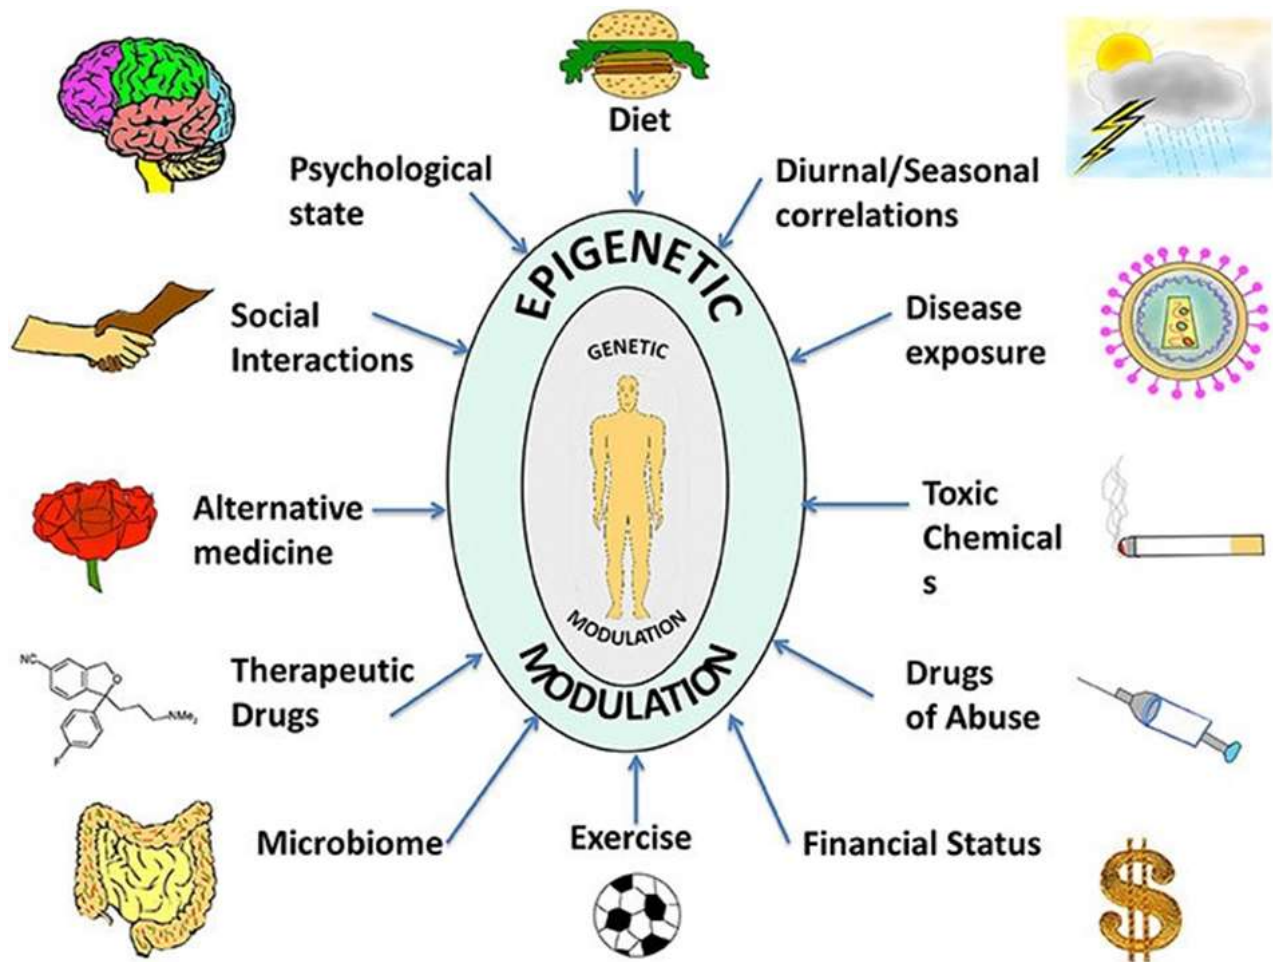 Diet
Psychological
state
Diurnal/Seasonal
correlations
EPIGENETIC
Social
Interactions
Disease
exposure
GENETIC
Alternative
medicine
Toxic
Chemical
s
MODULATION
MODULATION
Therapeutic
Drugs
NC
O
NMe₂
F
Drugs
of Abuse
Microbiome
Exercise
Financial Status
$